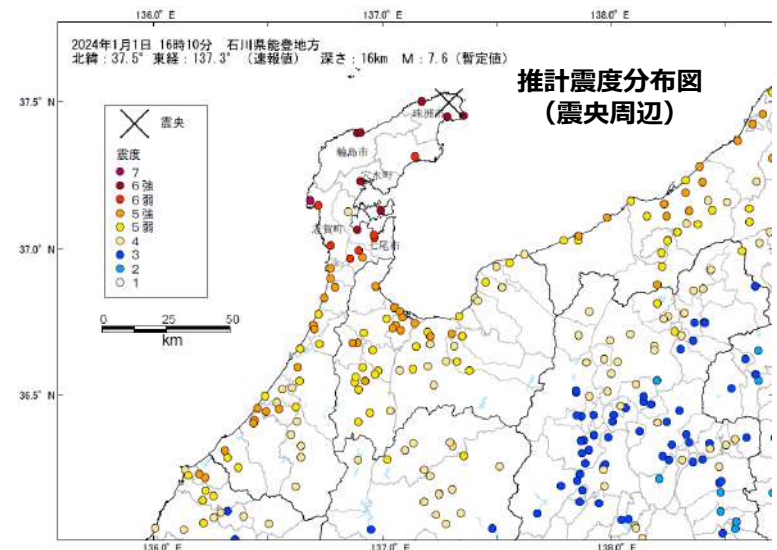 136.0° E 137.0° E 138.0° E
2024年1月1日 16時10分 石川県能登地方
北緯:37.5° 東経:137.3° (速報値) 深さ:16km M:7.6(暫定値)
推計震度分布図
(震央周辺)
37.5° N
震央
震度
7
6強
6弱
5強
5弱
4
3
2
1
珠洲市
輪島市
穴水町
志賀町
七尾市
37.0° N
0 25 50
km
36.5° N
136.0° E 137.0° E 138.0° E